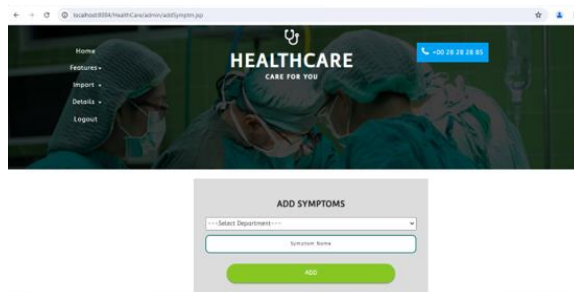 localhost:8084/HealthCare/admin/addSymptm.jsp
Home
Features
Import
Details
Logout
HEALTHCARE
CARE FOR YOU
+00 28 28 28 85
ADD SYMPTOMS
---Select Department---
Symptom Name
ADD